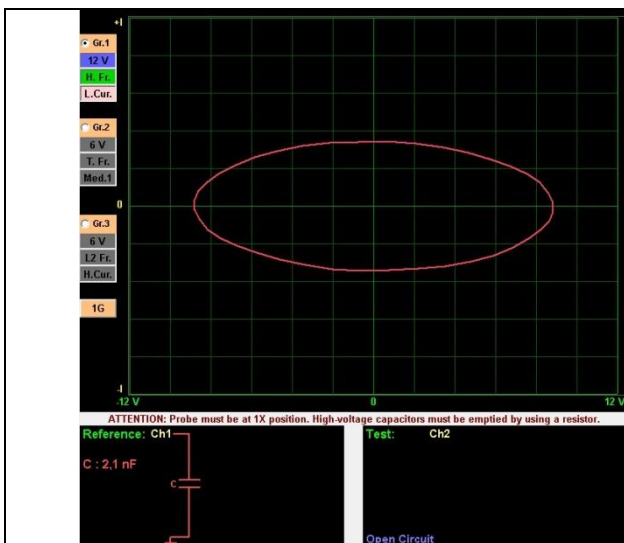 +I
Gr.1
12 V
H. Fr.
L.Cur.
Gr.2
6 V
T. Fr.
Med.1
0
Gr.3
6 V
L2 Fr.
H.Cur.
1G
-I
-12 V
0
12 V
ATTENTION: Probe must be at 1X position. High-voltage capacitors must be emptied by using a resistor.
Reference: Ch1
C : 2,1 nF
C
Test: Ch2
Open Circuit